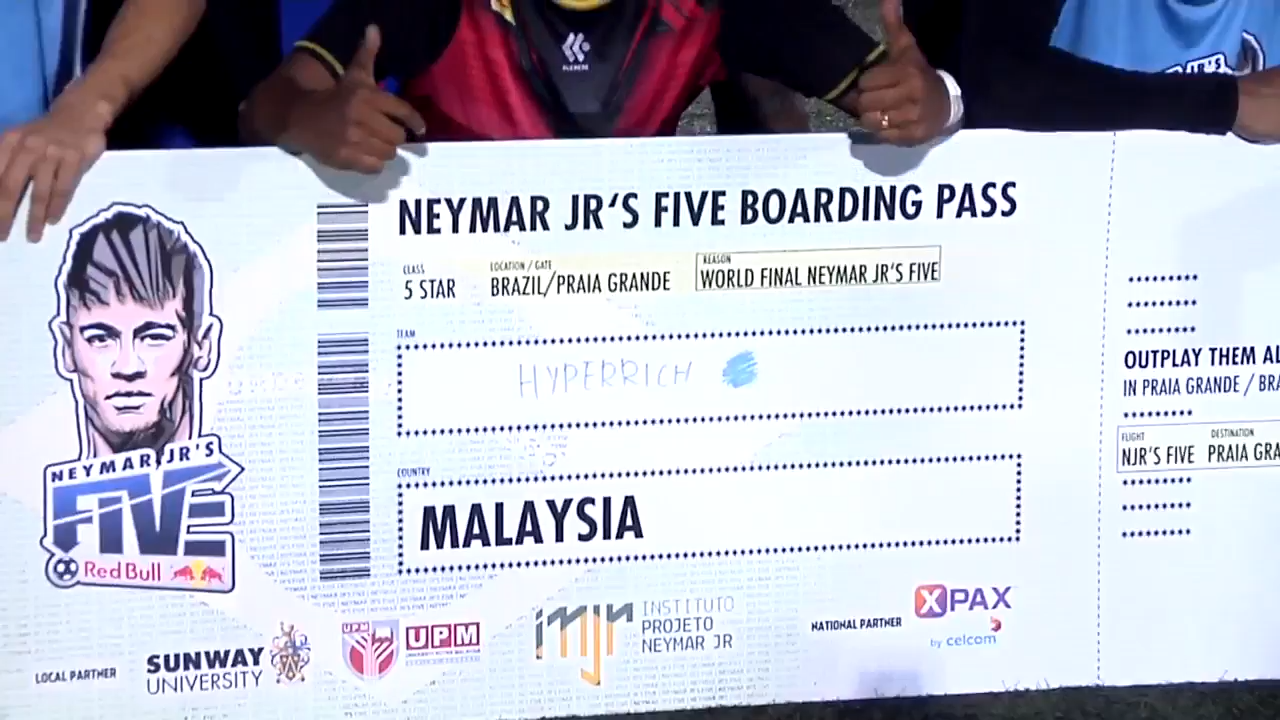 NEYMAR JR'S FIVE BOARDING PASS
CLASS
5 STAR
LOCATION / GATE
BRAZIL/PRAIA GRANDE
REASON
WORLD FINAL NEYMAR JR'S FIVE
TEAM
HYPERRICH
COUNTRY
MALAYSIA
NEYMAR JR'S
FIVE
Red Bull
OUTPLAY THEM AL
IN PRAIA GRANDE / BRA
FLIGHT
NJR'S FIVE
DESTINATION
PRAIA GRA
LOCAL PARTNER
SUNWAY
UNIVERSITY
UPM
UPM
INSTITUTO
PROJETO
NEYMAR JR
NATIONAL PARTNER
XPAX
by celcom